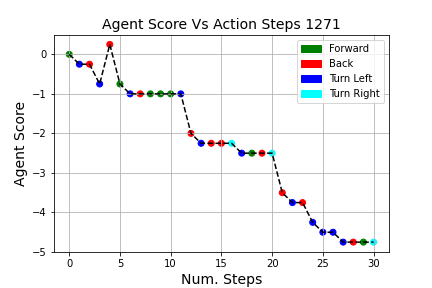 Agent Score Vs Action Steps 1271
Forward
Back
Turn Left
Turn Right
Agent Score
0
−1
−2
−3
−4
−5
0 5 10 15 20 25 30
Num. Steps